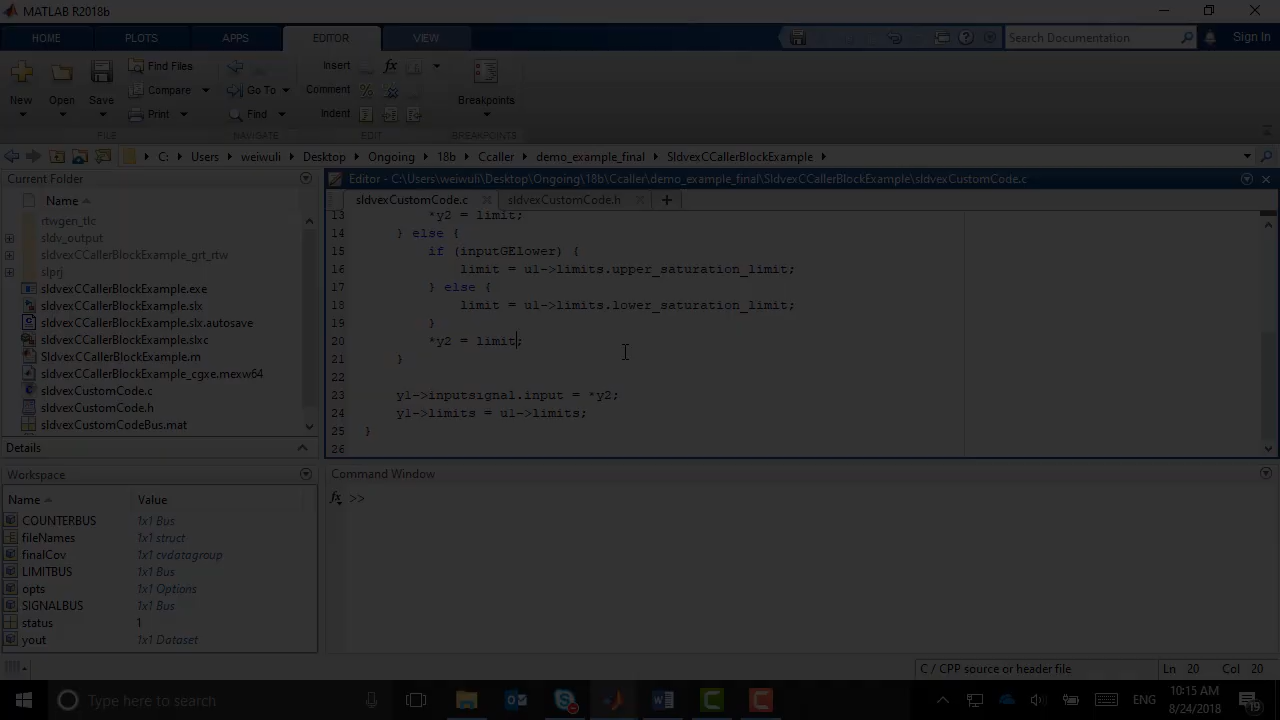 MATLAB R2018b
HOME PLOTS APPS EDITOR VIEW Search Documentation Sign In
New Open Save Find Files Compare Print Go To Find Insert Comment Indent fx Breakpoints
FILE NAVIGATE EDIT BREAKPOINTS
C: Users weiwuli Desktop Ongoing 18b Ccaller demo_example_final SldvexCCallerBlockExample
Current Folder
Name
rtwgen_tlc
sldv_output
sldvexCCallerBlockExample_grt_rtw
slprj
sldvexCCallerBlockExample.exe
sldvexCCallerBlockExample.slx
sldvexCCallerBlockExample.slx.autosave
sldvexCCallerBlockExample.slxc
sldvexCCallerBlockExample.m
sldvexCCallerBlockExample_cgxe.mexw64
sldvexCustomCode.c
sldvexCustomCode.h
sldvexCustomCodeBus.mat
Details
Workspace
Name Value
COUNTERBUS 1x1 Bus
fileNames 1x1 struct
finalCov 1x1 cvdatagroup
LIMITBUS 1x1 Bus
opts 1x1 Options
SIGNALBUS 1x1 Bus
status 1
yout 1x1 Dataset
Editor - C:\Users\weiwuli\Desktop\Ongoing\18b\Ccaller\demo_example_final\SldvexCCallerBlockExample\sldvexCustomCode.c
sldvexCustomCode.c sldvexCustomCode.h
13 *y2 = limit;
14 } else {
15 if (inputGElower) {
16 limit = u1->limits.upper_saturation_limit;
17 } else {
18 limit = u1->limits.lower_saturation_limit;
19 }
20 *y2 = limit;
21 }
22
23 y1->inputsignal.input = *y2;
24 y1->limits = u1->limits;
25 }
26
Command Window
fx >>
C / CPP source or header file Ln 20 Col 20
Type here to search ENG 10:15 AM
8/24/2018 19